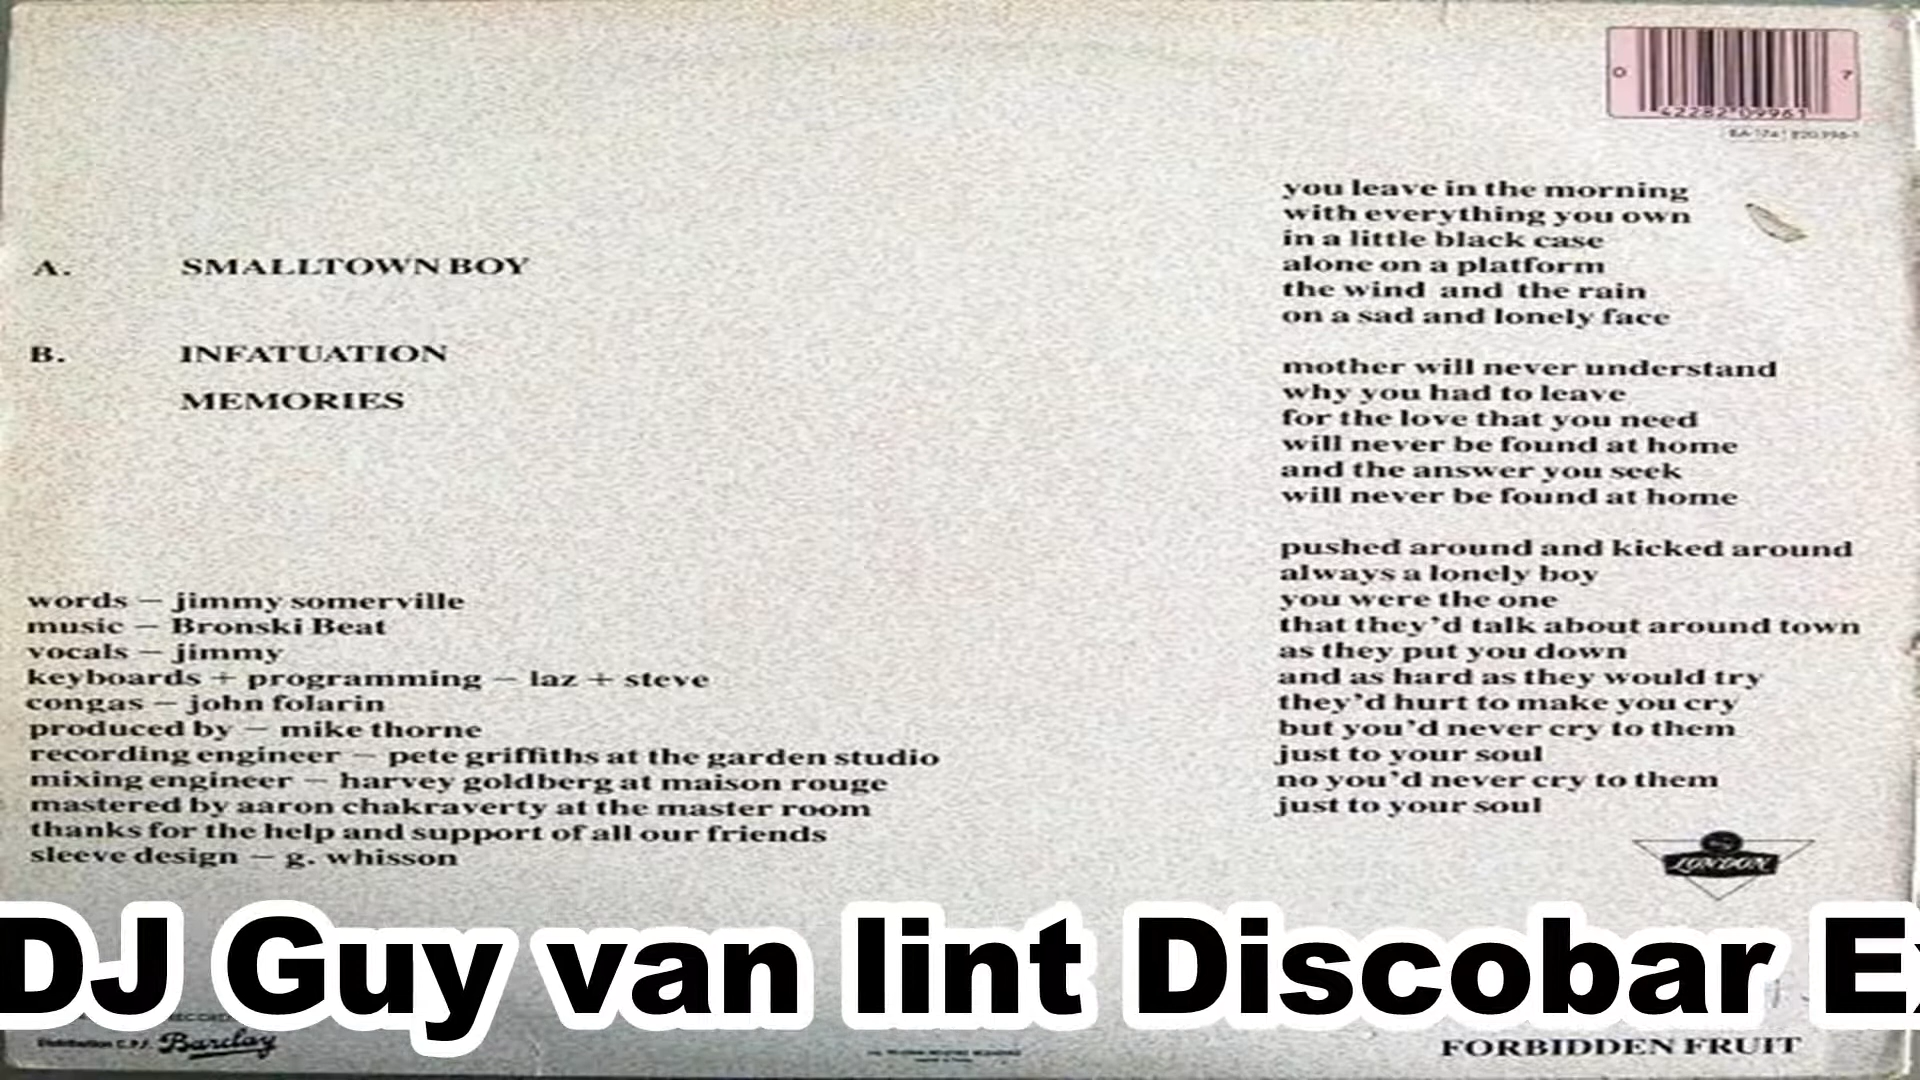 0 42282 09961 7
A. SMALLTOWN BOY
B. INFATUATION
MEMORIES
words — jimmy somerville
music — Bronski Beat
vocals — jimmy
keyboards + programming — laz + steve
congas — john folarin
produced by — mike thorne
recording engineer — pete griffiths at the garden studio
mixing engineer — harvey goldberg at maison rouge
mastered by aaron chakraverty at the master room
thanks for the help and support of all our friends
sleeve design — g. whisson
you leave in the morning
with everything you own
in a little black case
alone on a platform
the wind and the rain
on a sad and lonely face
mother will never understand
why you had to leave
for the love that you need
will never be found at home
and the answer you seek
will never be found at home
pushed around and kicked around
always a lonely boy
you were the one
that they'd talk about around town
as they put you down
and as hard as they would try
they'd hurt to make you cry
but you'd never cry to them
just to your soul
no you'd never cry to them
just to your soul
LONDON
DJ Guy van lint Discobar Ex
Distribution C.P.F. Barclay
FORBIDDEN FRUIT